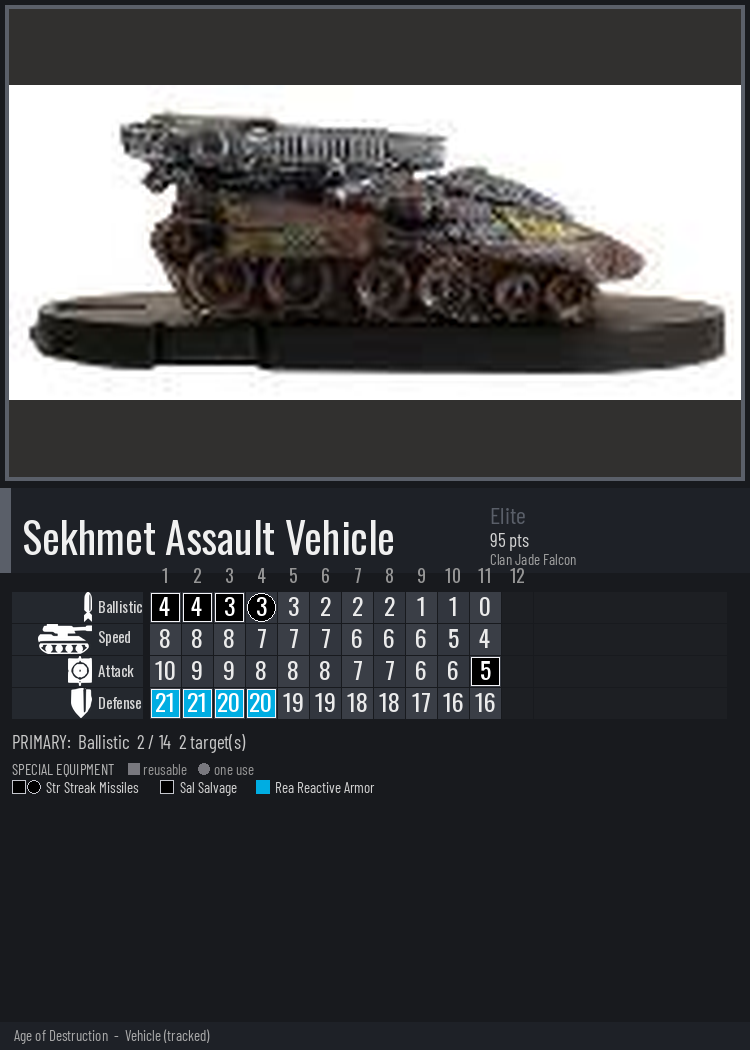 Sekhmet Assault Vehicle
Elite
95 pts
Clan Jade Falcon
1 2 3 4 5 6 7 8 9 10 11 12
Ballistic 4 4 3 3 3 2 2 2 1 1 0
Speed 8 8 8 7 7 7 6 6 6 5 4
Attack 10 9 9 8 8 8 7 7 6 6 5
Defense 21 21 20 20 19 19 18 18 17 16 16
PRIMARY: Ballistic 2 / 14 2 target(s)
SPECIAL EQUIPMENT reusable one use
Str Streak Missiles Sal Salvage Rea Reactive Armor
Age of Destruction - Vehicle (tracked)